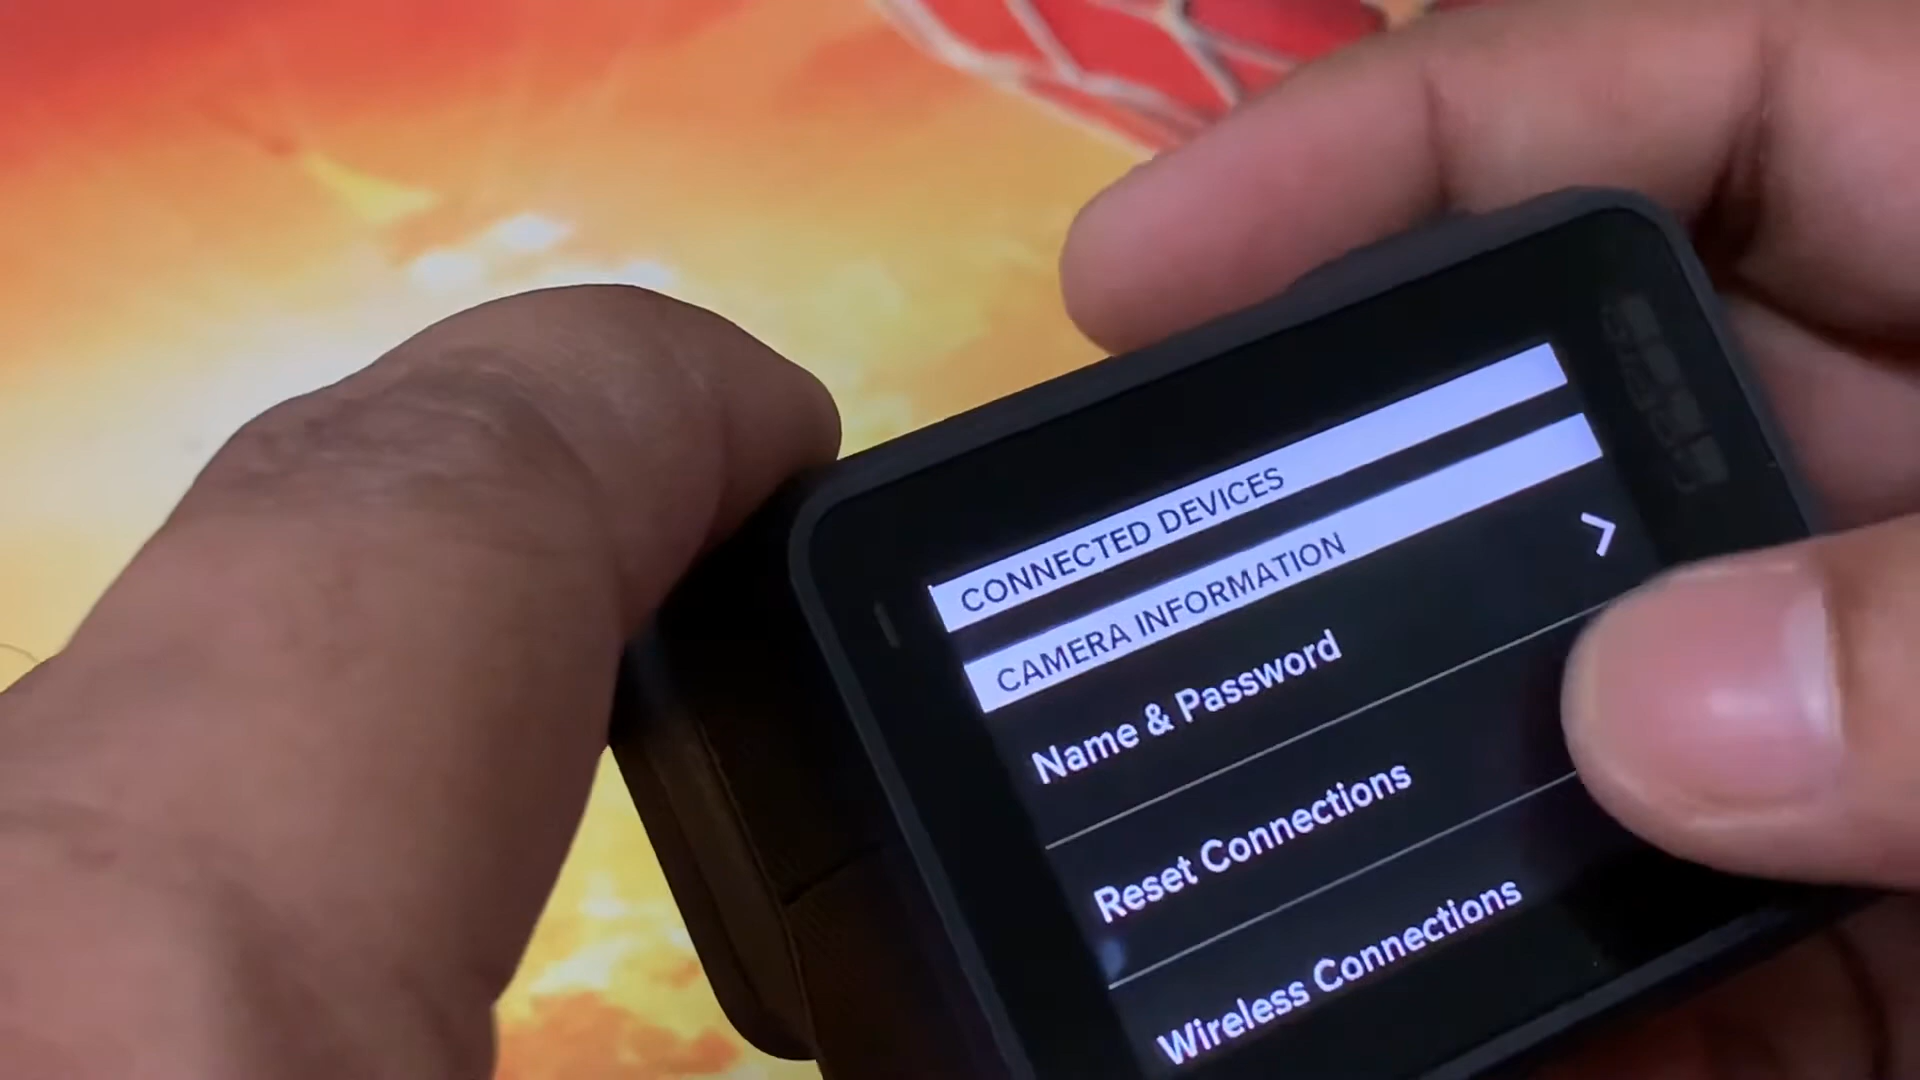 CONNECTED DEVICES
CAMERA INFORMATION
Name & Password
Reset Connections
Wireless Connections